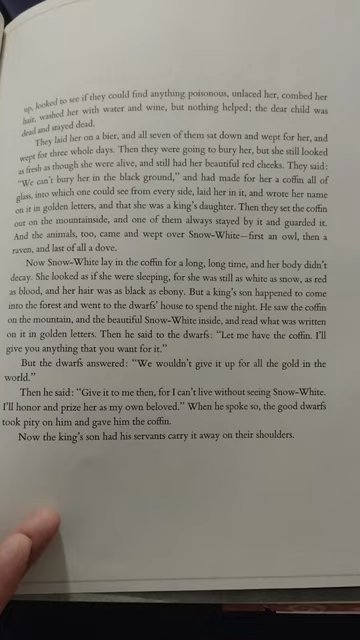 up, looked to see if they could find anything poisonous, unlaced her, combed her
hair, washed her with water and wine, but nothing helped; the dear child was
dead and stayed dead.
They laid her on a bier, and all seven of them sat down and wept for her, and
wept for three whole days. Then they were going to bury her, but she still looked
as fresh as though she were alive, and still had her beautiful red cheeks. They said:
"We can't bury her in the black ground," and had made for her a coffin all of
glass, into which one could see from every side, laid her in it, and wrote her name
on it in golden letters, and that she was a king's daughter. Then they set the coffin
out on the mountainside, and one of them always stayed by it and guarded it.
And the animals, too, came and wept over Snow-White—first an owl, then a
raven, and last of all a dove.
Now Snow-White lay in the coffin for a long, long time, and her body didn't
decay. She looked as if she were sleeping, for she was still as white as snow, as red
as blood, and her hair was as black as ebony. But a king's son happened to come
into the forest and went to the dwarfs' house to spend the night. He saw the coffin
on the mountain, and the beautiful Snow-White inside, and read what was written
on it in golden letters. Then he said to the dwarfs: "Let me have the coffin. I'll
give you anything that you want for it."
But the dwarfs answered: "We wouldn't give it up for all the gold in the
world."
Then he said: "Give it to me then, for I can't live without seeing Snow-White.
I'll honor and prize her as my own beloved." When he spoke so, the good dwarfs
took pity on him and gave him the coffin.
Now the king's son had his servants carry it away on their shoulders.